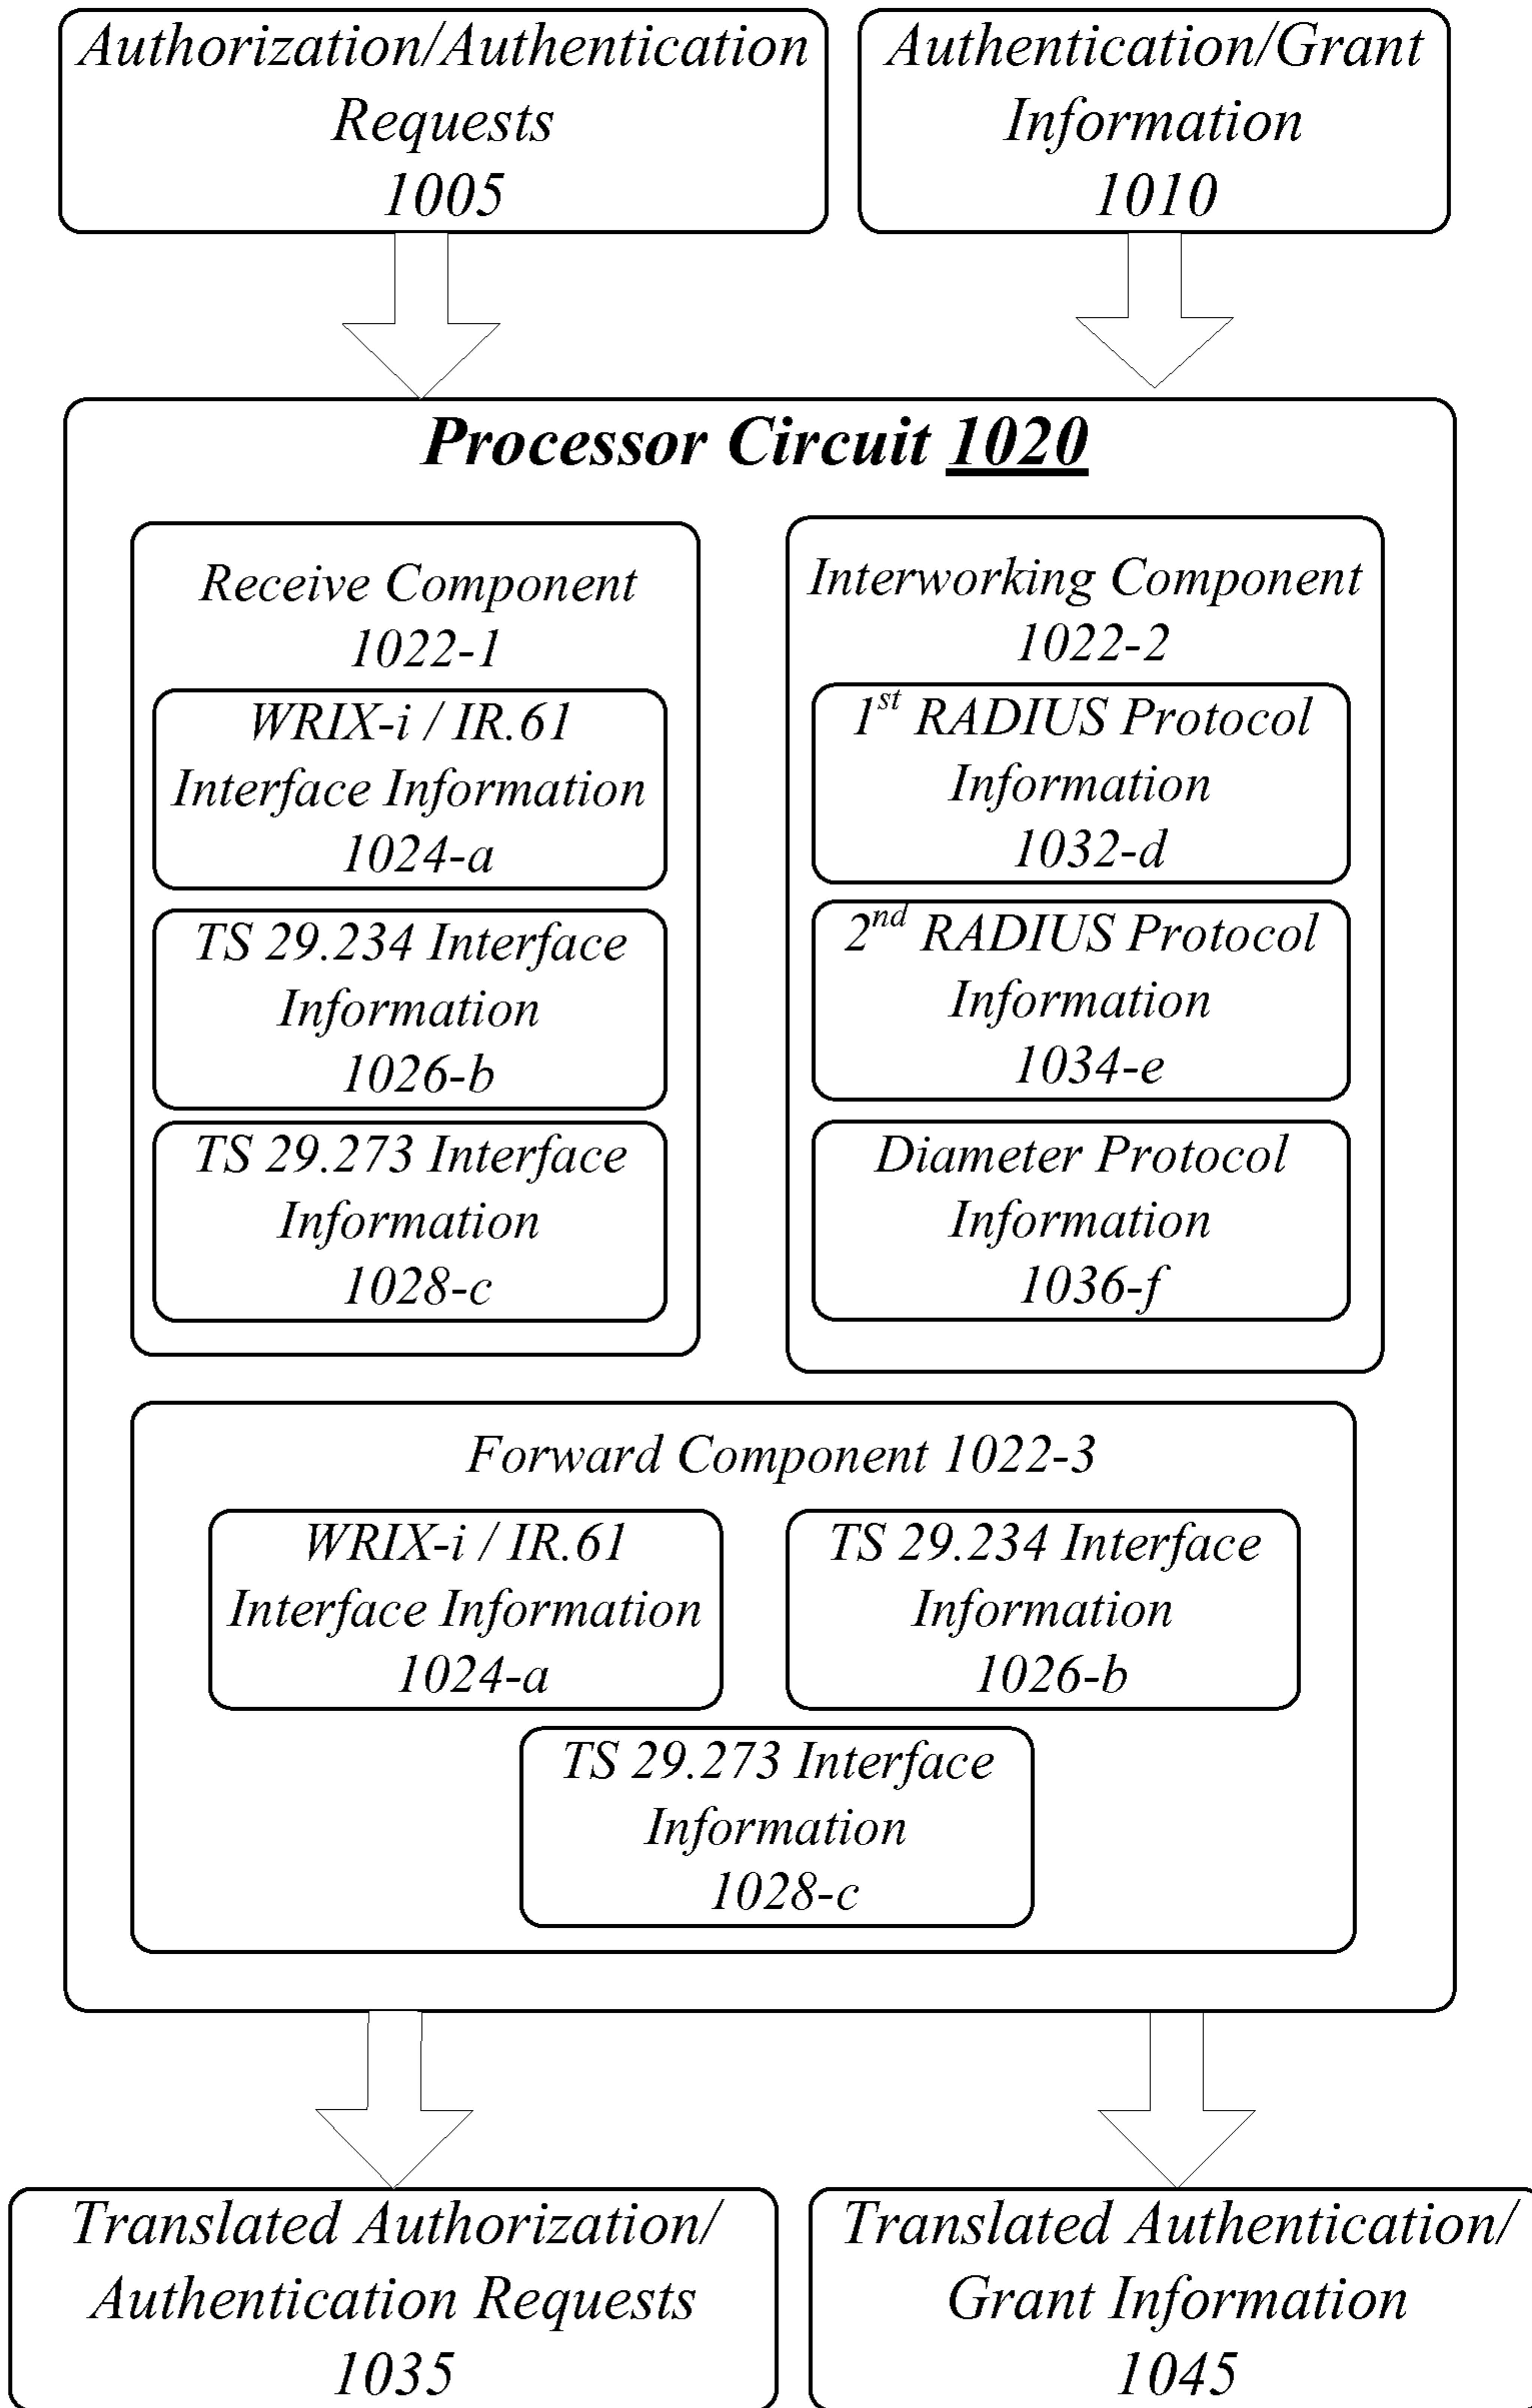 Authorization/Authentication
Requests
1005
Authentication/Grant
Information
1010
Processor Circuit 1020
Receive Component
1022-1
WRIX-i / IR.61
Interface Information
1024-a
TS 29.234 Interface
Information
1026-b
TS 29.273 Interface
Information
1028-c
Interworking Component
1022-2
1st RADIUS Protocol
Information
1032-d
2nd RADIUS Protocol
Information
1034-e
Diameter Protocol
Information
1036-f
Forward Component 1022-3
WRIX-i / IR.61
Interface Information
1024-a
TS 29.234 Interface
Information
1026-b
TS 29.273 Interface
Information
1028-c
Translated Authorization/
Authentication Requests
1035
Translated Authentication/
Grant Information
1045